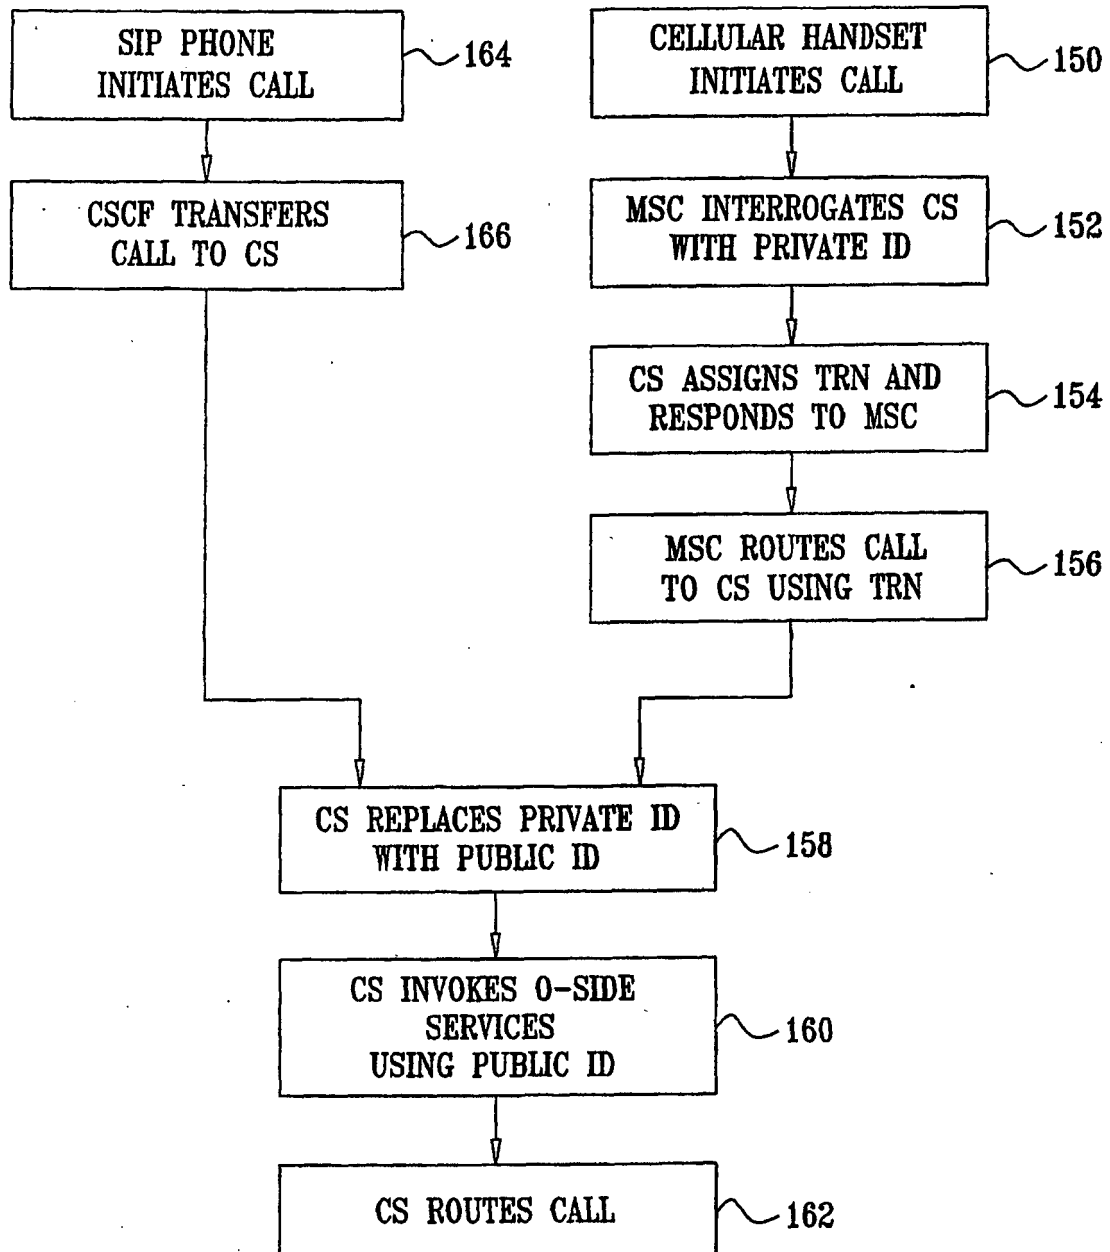 SIP PHONE
INITIATES CALL
164
CSCF TRANSFERS
CALL TO CS
166
CELLULAR HANDSET
INITIATES CALL
150
MSC INTERROGATES CS
WITH PRIVATE ID
152
CS ASSIGNS TRN AND
RESPONDS TO MSC
154
MSC ROUTES CALL
TO CS USING TRN
156
CS REPLACES PRIVATE ID
WITH PUBLIC ID
158
CS INVOKES O-SIDE
SERVICES
USING PUBLIC ID
160
CS ROUTES CALL
162